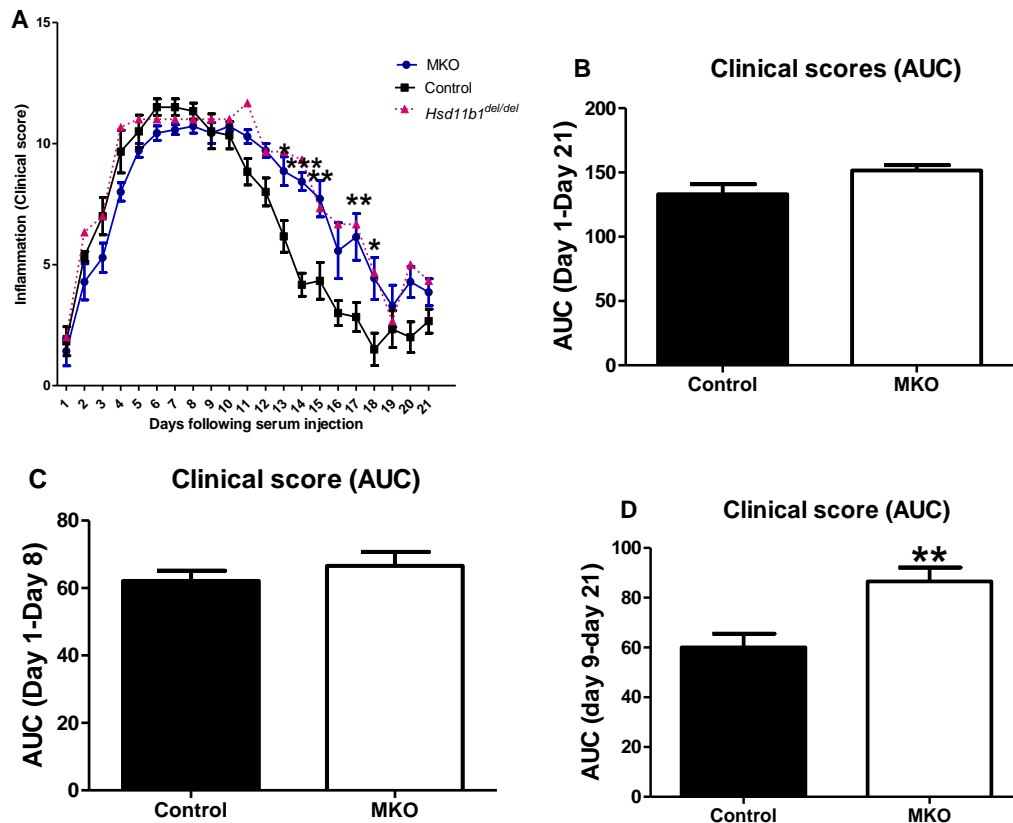 A
15
10
5
0
Inflammation (Clinical score)
MKO
Control
Hsd11b1del/del
*
***
**
**
*
1 2 3 4 5 6 7 8 9 10 11 12 13 14 15 16 17 18 19 20 21
Days following serum injection
B
Clinical scores (AUC)
AUC (Day 1-Day 21)
200
150
100
50
0
Control MKO
C
Clinical score (AUC)
AUC (Day 1-Day 8)
80
60
40
20
0
Control MKO
D
Clinical score (AUC)
AUC (day 9-day 21)
100
80
60
40
20
0
**
Control MKO